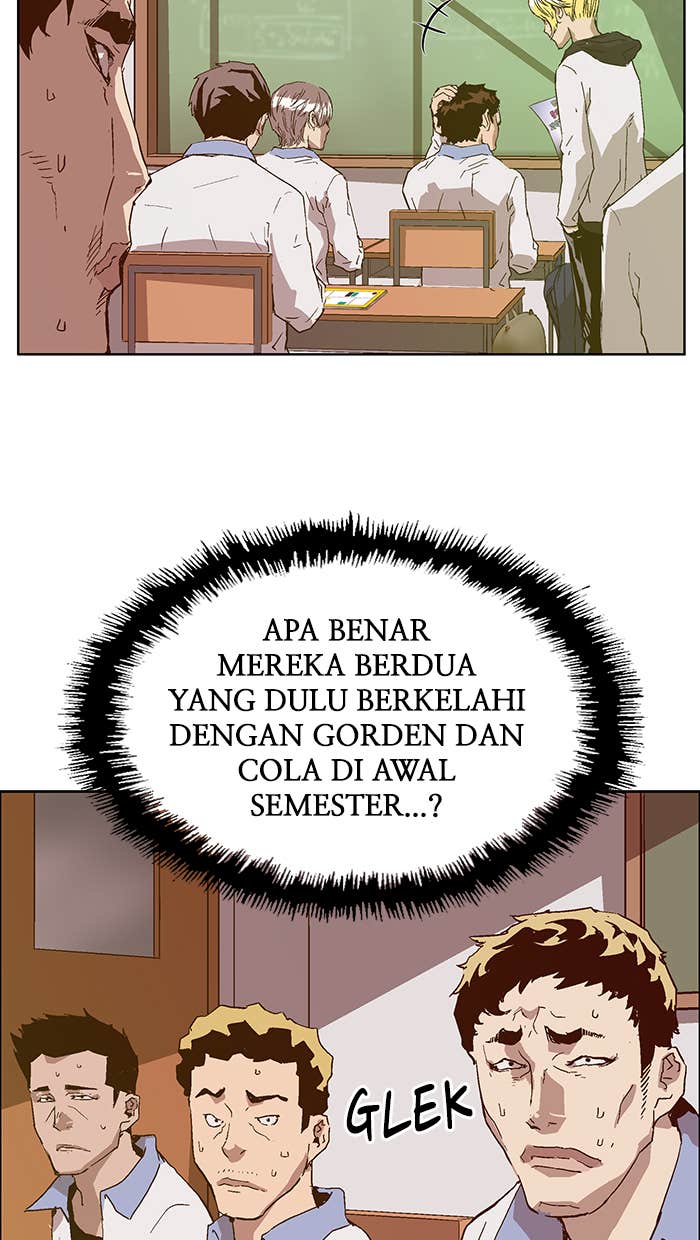 APA BENAR
MEREKA BERDUA
YANG DULU BERKELAHI
DENGAN GORDEN DAN
COLA DI AWAL
SEMESTER...?
GLEK